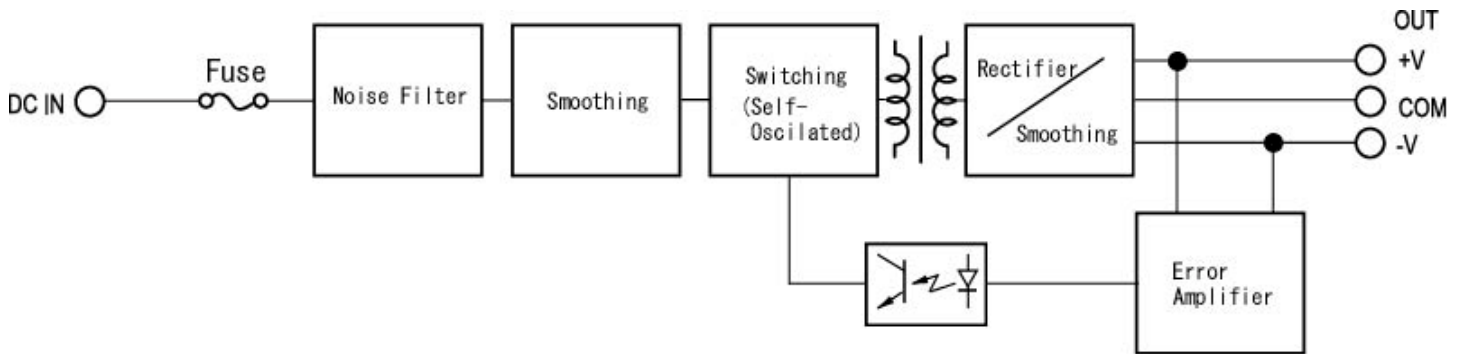 OUT
Fuse
DC IN
Noise Filter
Smoothing
Switching
(Self-
Oscilated)
Rectifier
Smoothing
+V
COM
-V
Error
Amplifier